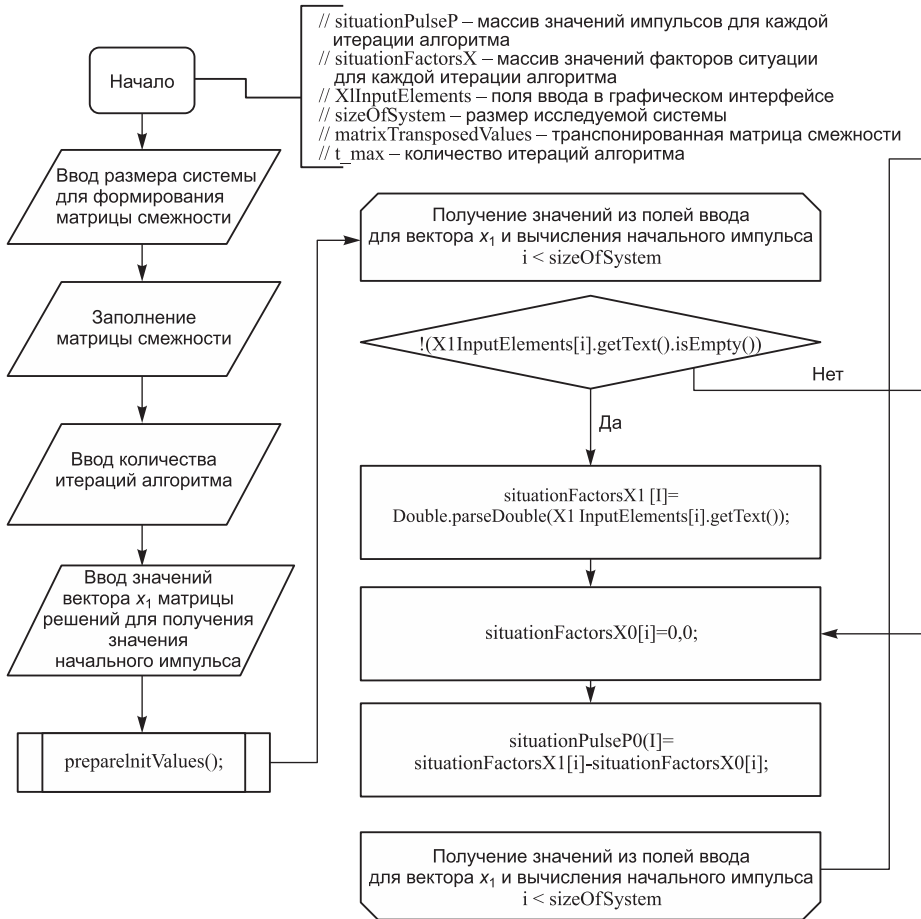 Начало
// situationPulseP – массив значений импульсов для каждой
итерации алгоритма
// situationFactorsX – массив значений факторов ситуации
для каждой итерации алгоритма
// XlInputElements – поля ввода в графическом интерфейсе
// sizeOfSystem – размер исследуемой системы
// matrixTransposedValues – транспонированная матрица смежности
// t_max – количество итераций алгоритма
Ввод размера системы
для формирования
матрицы смежности
Заполнение
матрицы смежности
Ввод количества
итераций алгоритма
Ввод значений
вектора x₁ матрицы
решений для получения
значения
начального импульса
preparelnitValues();
Получение значений из полей ввода
для вектора x₁ и вычисления начального импульса
i < sizeOfSystem
!(X1InputElements[i].getText().isEmpty())
Нет
Да
situationFactorsX1 [I]=
Double.parseDouble(X1 InputElements[i].getText());
situationFactorsX0[i]=0,0;
situationPulseP0(I]=
situationFactorsX1[i]-situationFactorsX0[i];
Получение значений из полей ввода
для вектора x₁ и вычисления начального импульса
i < sizeOfSystem